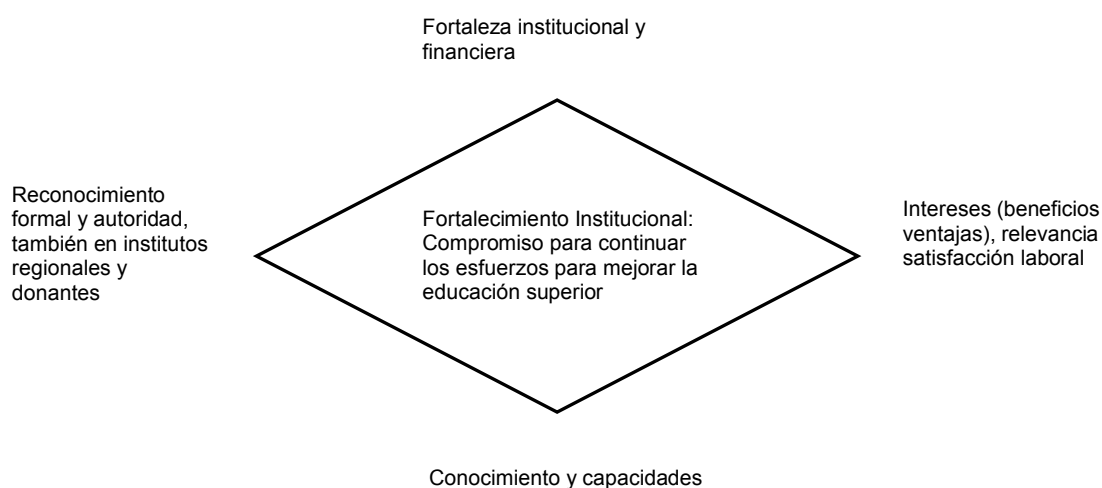 Fortaleza institucional y
financiera
Reconocimiento
formal y autoridad,
también en institutos
regionales y
donantes
Fortalecimiento Institucional:
Compromiso para continuar
los esfuerzos para mejorar la
educación superior
Intereses (beneficios
ventajas), relevancia
satisfacción laboral
Conocimiento y capacidades